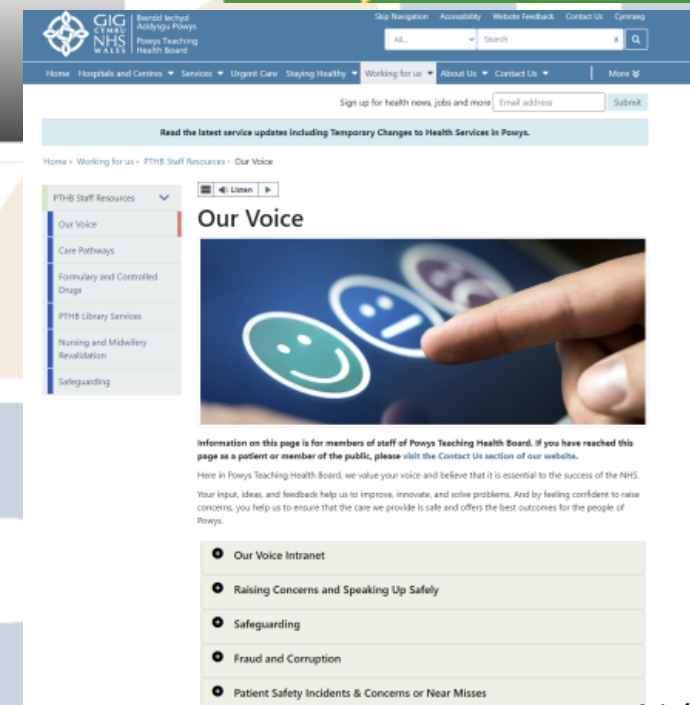 GIG
CYMRU
NHS
WALES
Bwrdd Iechyd
Addysgu Powys
Powys Teaching
Health Board
Skip Navigation Accessibility Website Feedback Contact Us Cymraeg
All... Search x
Home Hospitals and Centres Services Urgent Care Staying Healthy Working for us About Us Contact Us More
Sign up for health news, jobs and more Email address Submit
Read the latest service updates including Temporary Changes to Health Services in Powys.
Home › Working for us › PTHB Staff Resources › Our Voice
PTHB Staff Resources
Our Voice
Care Pathways
Formulary and Controlled
Drugs
PTHB Library Services
Nursing and Midwifery
Revalidation
Safeguarding
Listen
Our Voice
Information on this page is for members of staff of Powys Teaching Health Board. If you have reached this
page as a patient or member of the public, please visit the Contact Us section of our website.
Here in Powys Teaching Health Board, we value your voice and believe that it is essential to the success of the NHS.
Your input, ideas, and feedback help us to improve, innovate, and solve problems. And by feeling confident to raise
concerns, you help us to ensure that the care we provide is safe and offers the best outcomes for the people of
Powys.
Our Voice Intranet
Raising Concerns and Speaking Up Safely
Safeguarding
Fraud and Corruption
Patient Safety Incidents & Concerns or Near Misses